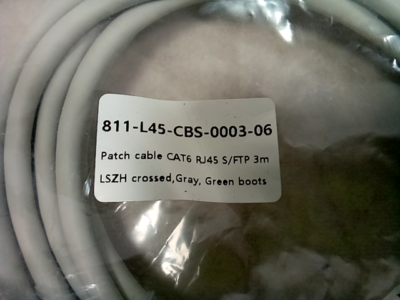 811-L45-CBS-0003-06
Patch cable CAT6 RJ45 S/FTP 3m
LSZH crossed,Gray, Green boots